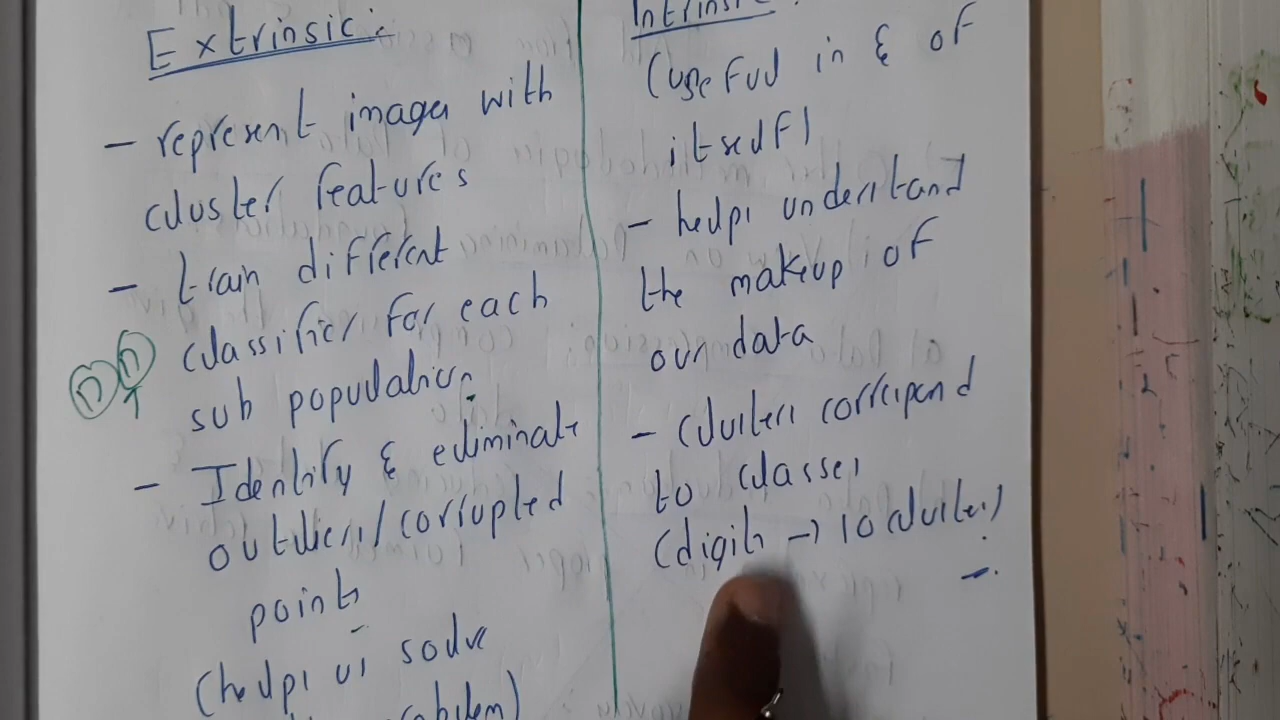 Extrinsic:
- represent images with
cluster features
- train different
classifier for each
sub population
- Identify & eliminate
outliers/corrupted
points
(helps us solve
Intrinsic:
(useful in & of
itself)
- helps understand
the makeup of
our data
- clusters correspond
to classes
(digits → 10 clusters)